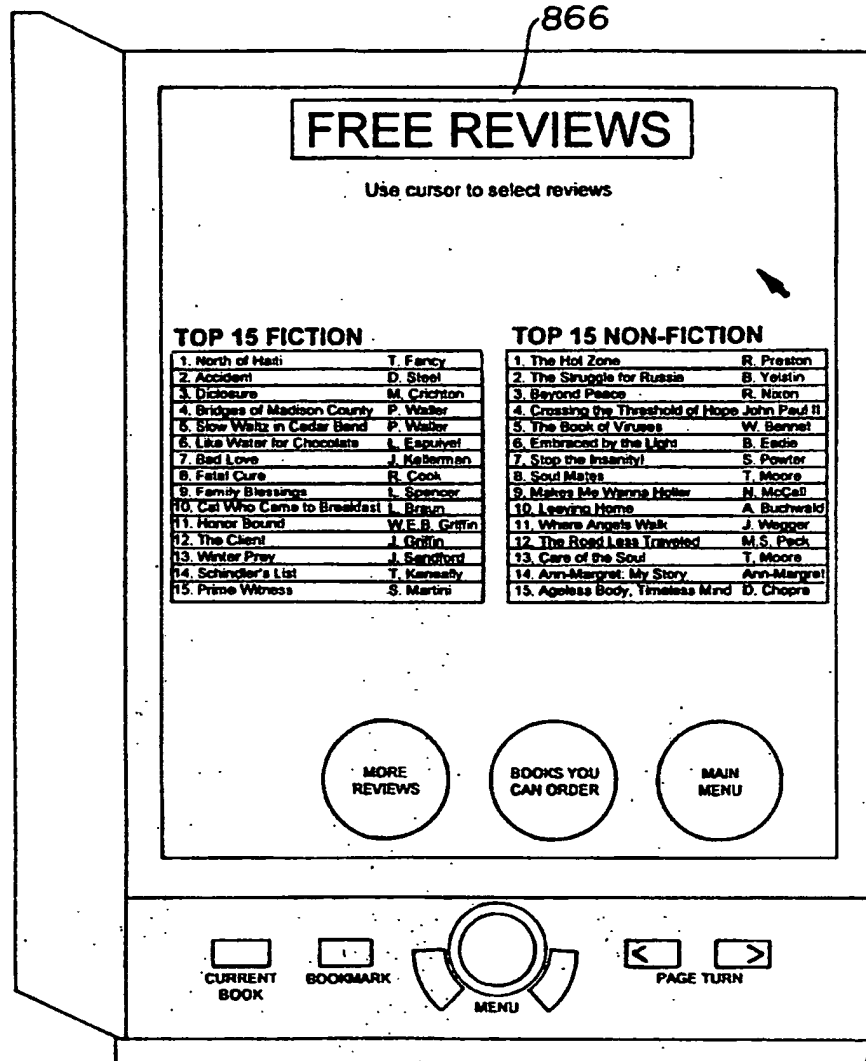 866
FREE REVIEWS
Use cursor to select reviews
TOP 15 FICTION
1. North of Haiti T. Fancy
2. Accident D. Steel
3. Diclosure M. Crichton
4. Bridges of Madison County P. Waller
5. Slow Waltz in Cedar Bend P. Waller
6. Like Water for Chocolate L. Esquivel
7. Bad Love J. Kellerman
8. Fatal Cure R. Cook
9. Family Blessings L. Spencer
10. Cat Who Came to Breakfast L. Braun
11. Honor Bound W.E.B. Griffin
12. The Client J. Griffin
13. Winter Prey J. Sandford
14. Schindler's List T. Keneally
15. Prime Witness S. Martini
TOP 15 NON-FICTION
1. The Hot Zone R. Preston
2. The Struggle for Russia B. Yelstin
3. Beyond Peace R. Nixon
4. Crossing the Threshold of Hope John Paul II
5. The Book of Viruses W. Bennet
6. Embraced by the Light B. Eadie
7. Stop the Insanity! S. Powter
8. Soul Mates T. Moore
9. Makes Me Wanna Holler N. McCall
10. Leaving Home A. Buchwald
11. Where Angels Walk J. Wegger
12. The Road Less Traveled M.S. Peck
13. Care of the Soul T. Moore
14. Ann-Margret: My Story Ann-Margret
15. Ageless Body, Timeless Mind D. Chopra
MORE
REVIEWS
BOOKS YOU
CAN ORDER
MAIN
MENU
CURRENT
BOOK
BOOKMARK
MENU
< >
PAGE TURN